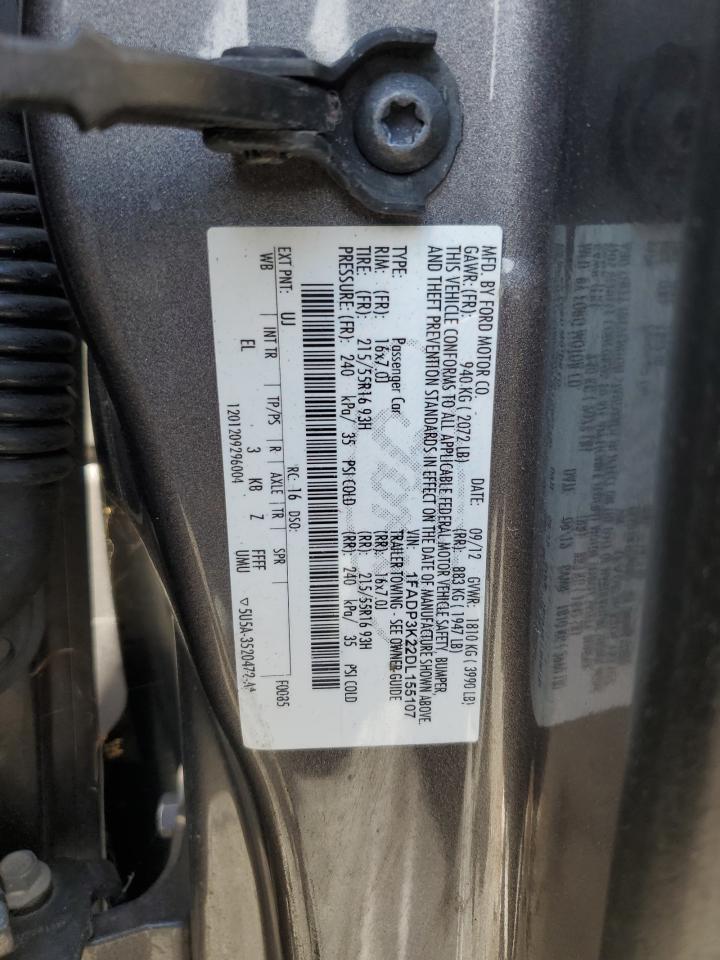 MFD. BY FORD MOTOR CO.
DATE: 09/12 GVWR: 1810 KG ( 3990 LB)
GAWR: (FR): 940 KG ( 2072 LB) (RR): 883 KG ( 1947 LB)
THIS VEHICLE CONFORMS TO ALL APPLICABLE FEDERAL MOTOR VEHICLE SAFETY, BUMPER
AND THEFT PREVENTION STANDARDS IN EFFECT ON THE DATE OF MANUFACTURE SHOWN ABOVE.
VIN: 1FADP3K22DL155107
TYPE: Passenger Car TRAILER TOWING - SEE OWNER GUIDE
RIM: (FR): 16x7.0J (RR): 16x7.0J
TIRE: (FR): 215/55R16 93H (RR): 215/55R16 93H
PRESSURE: (FR): 240 kPa/ 35 PSI COLD (RR): 240 kPa/ 35 PSI COLD
EXT PNT: UJ RC: 16 DSO: F0085
WB INT TR TP/PS R AXLE TR SPR
EL 3 KB Z FFFF UMU
1201209296004 ▽ 5U5A-3520472-A